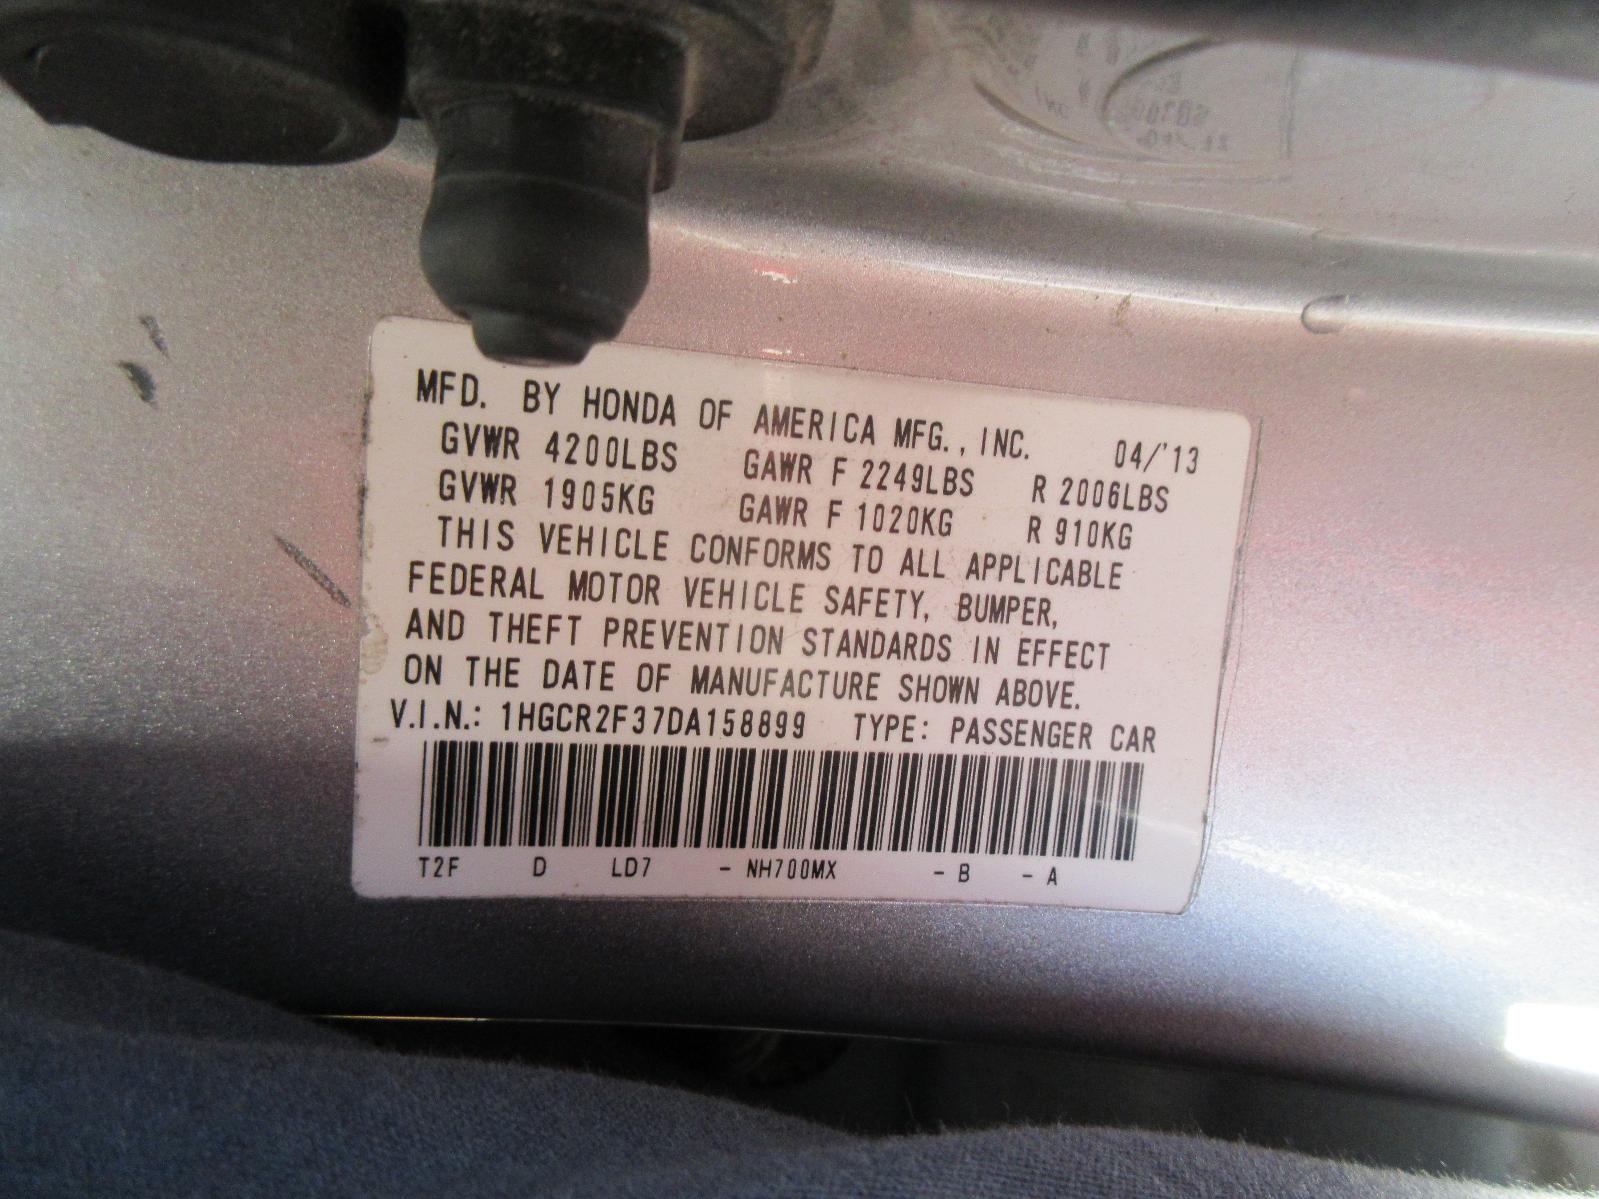 MFD. BY HONDA OF AMERICA MFG., INC. 04/'13
GVWR 4200LBS GAWR F 2249LBS R 2006LBS
GVWR 1905KG GAWR F 1020KG R 910KG
THIS VEHICLE CONFORMS TO ALL APPLICABLE
FEDERAL MOTOR VEHICLE SAFETY, BUMPER,
AND THEFT PREVENTION STANDARDS IN EFFECT
ON THE DATE OF MANUFACTURE SHOWN ABOVE.
V.I.N.: 1HGCR2F37DA158899 TYPE: PASSENGER CAR
T2F D LD7 - NH700MX - B - A